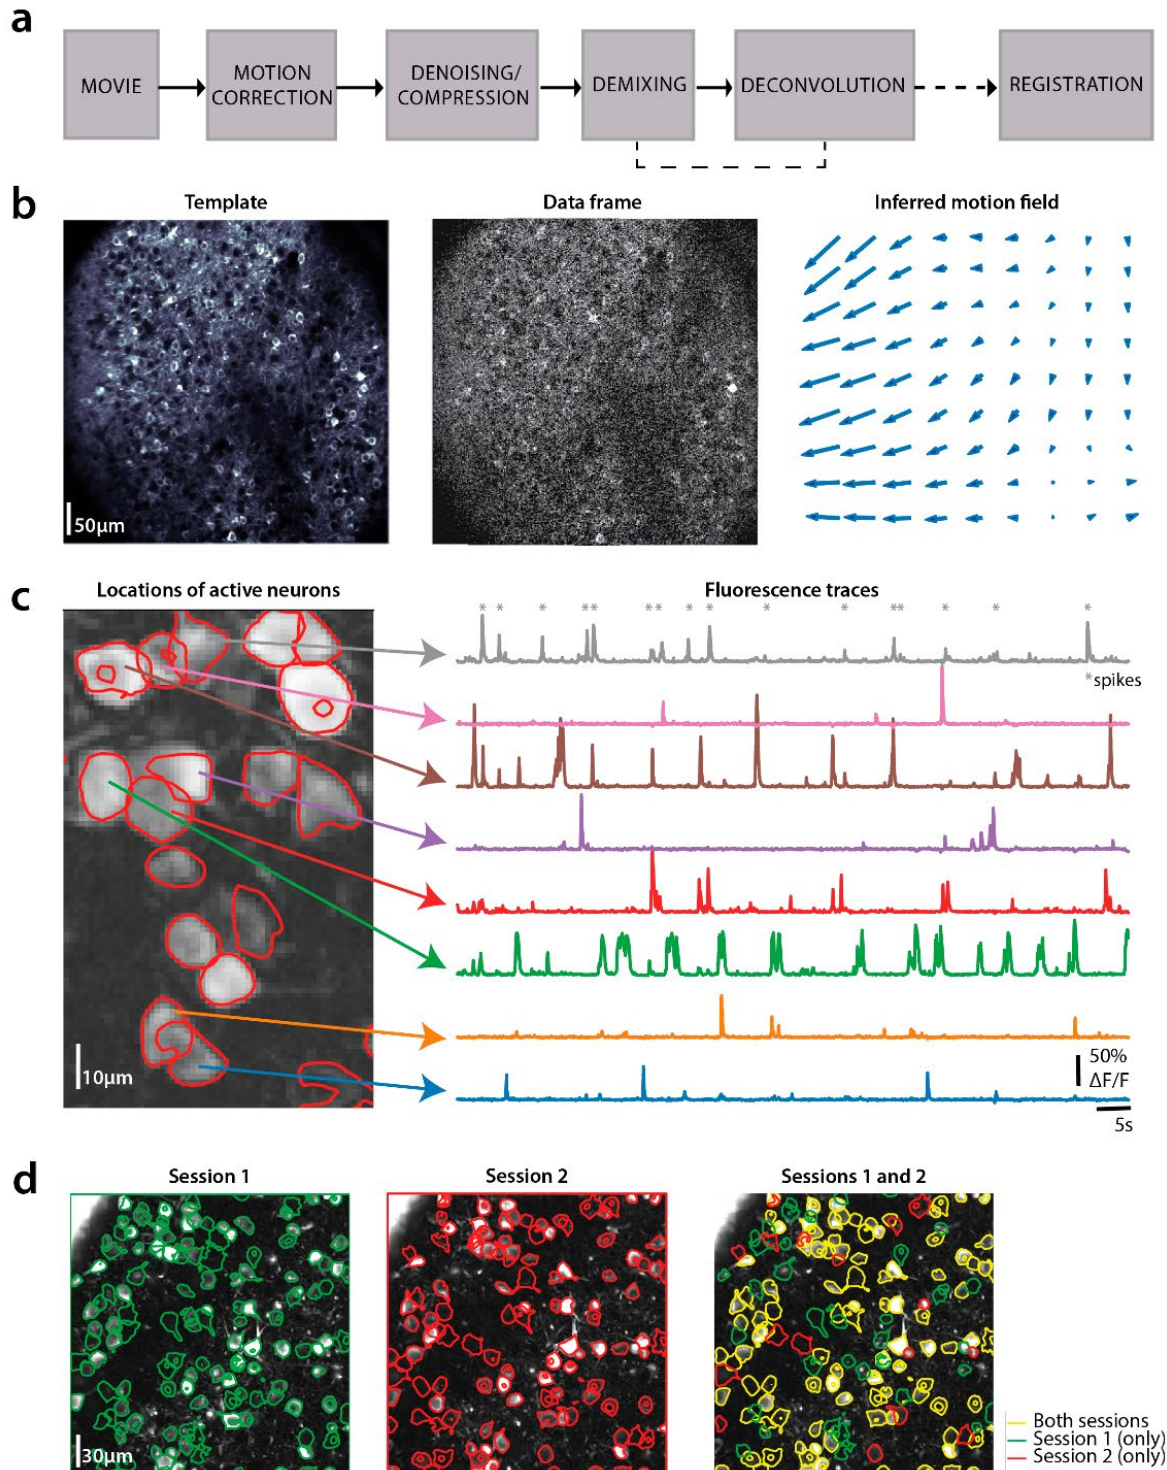 a
MOVIE
MOTION
CORRECTION
DENOISING/
COMPRESSION
DEMIXING
DECONVOLUTION
REGISTRATION
b
Template
Data frame
Inferred motion field
50μm
c
Locations of active neurons
Fluorescence traces
* * * ** ** * * * * ** * * *
*spikes
10μm
50%
ΔF/F
5s
d
Session 1
Session 2
Sessions 1 and 2
30μm
Both sessions
Session 1 (only)
Session 2 (only)